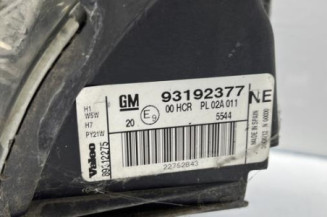 GM 93192377
H1
W5W
H7
PY21W
00 HCR PL 02A 011
NE
20 E9 5544
Valeo
89312275
22762843
MADE IN SPAIN